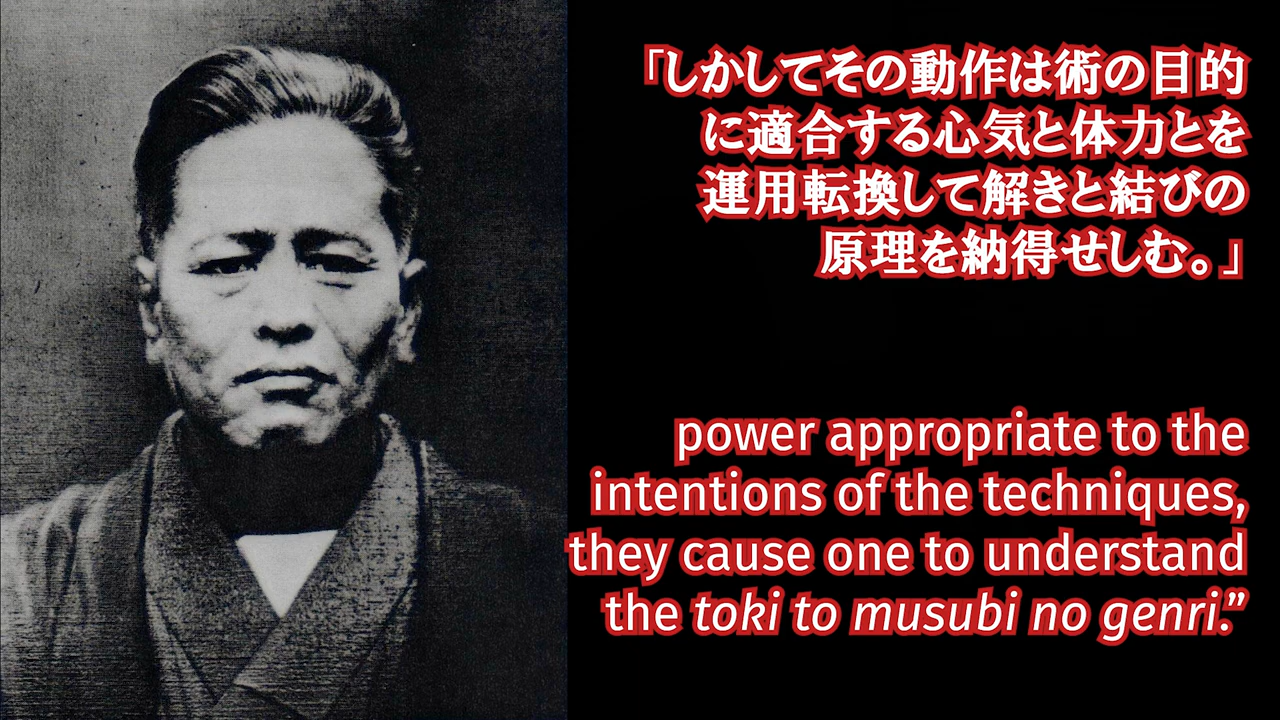 「しかしてその動作は術の目的
に適合する心気と体力とを
運用転換して解きと結びの
原理を納得せしむ。」
power appropriate to the
intentions of the techniques,
they cause one to understand
the toki to musubi no genri.”